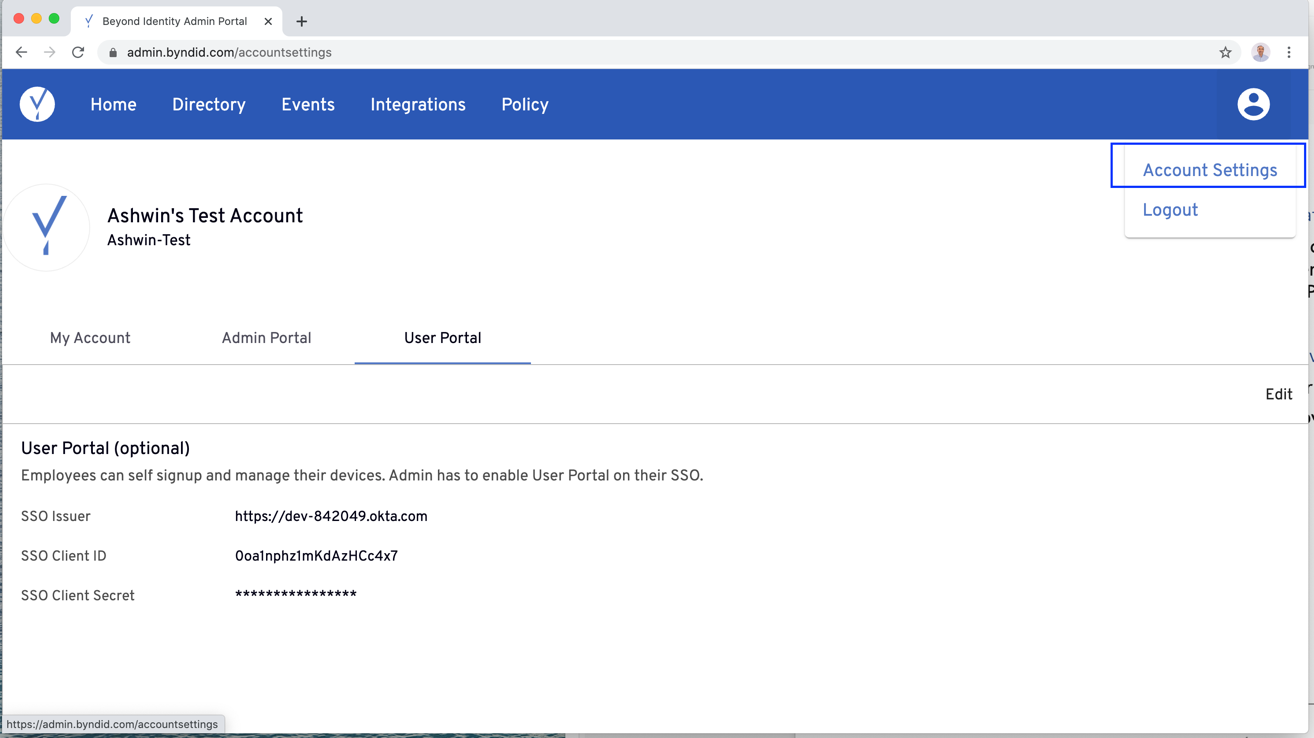 Beyond Identity Admin Portal
admin.byndid.com/accountsettings
Home Directory Events Integrations Policy
Account Settings
Logout
Ashwin's Test Account
Ashwin-Test
My Account Admin Portal User Portal
Edit
User Portal (optional)
Employees can self signup and manage their devices. Admin has to enable User Portal on their SSO.
SSO Issuer https://dev-842049.okta.com
SSO Client ID 0oa1nphz1mKdAzHCc4x7
SSO Client Secret ****************
https://admin.byndid.com/accountsettings